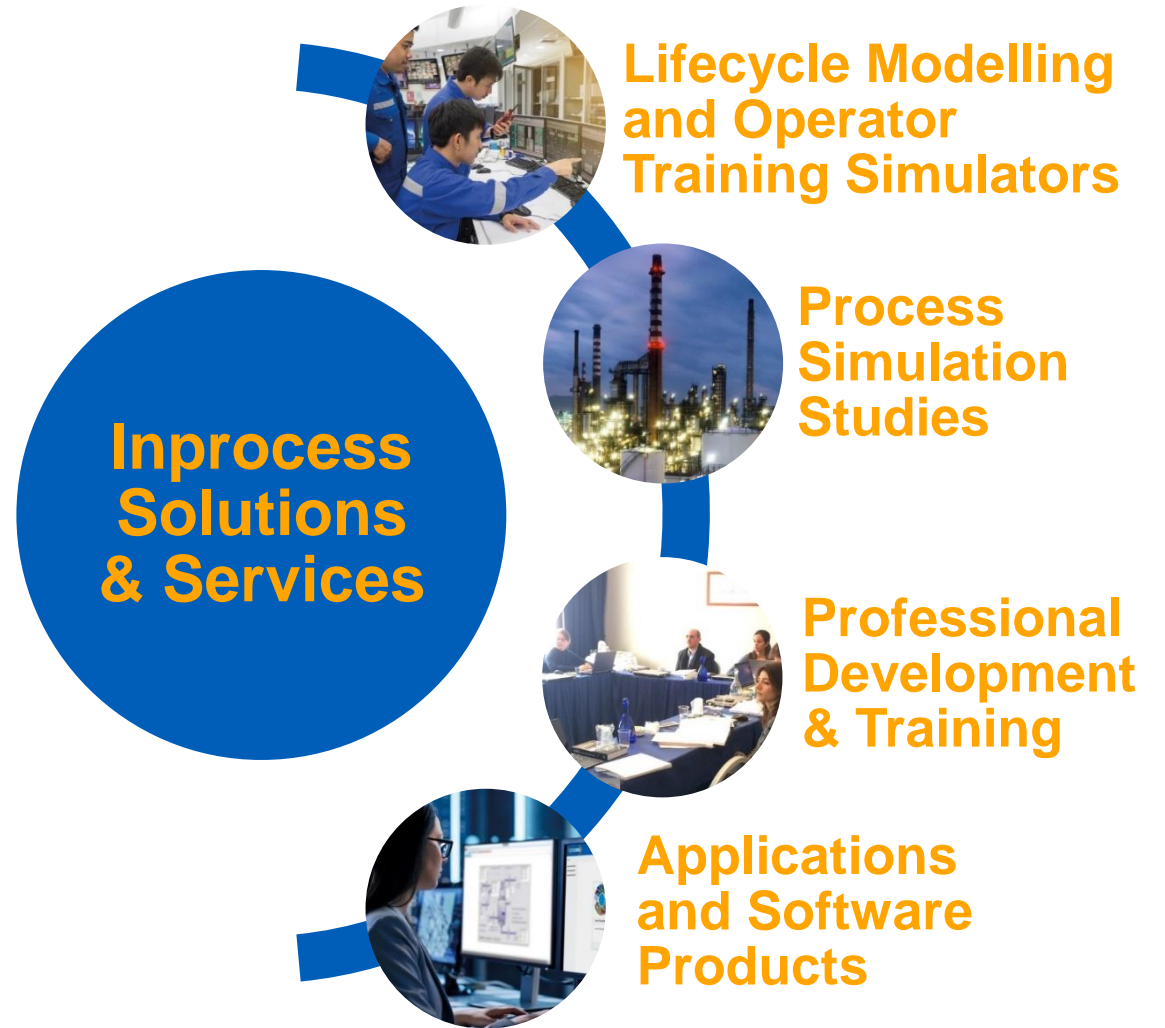 Lifecycle Modelling
and Operator
Training Simulators
Process
Simulation
Studies
Inprocess
Solutions
& Services
Professional
Development
& Training
Applications
and Software
Products